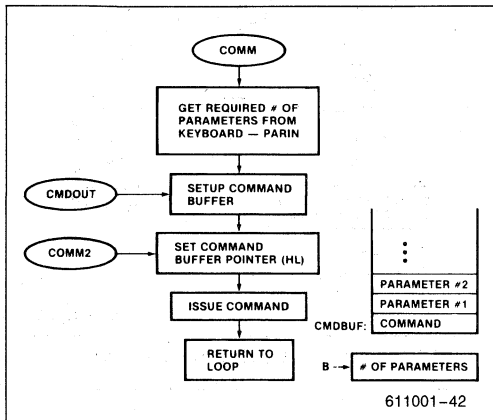 COMM
GET REQUIRED # OF
PARAMETERS FROM
KEYBOARD — PARIN
CMDOUT
SETUP COMMAND
BUFFER
COMM2
SET COMMAND
BUFFER POINTER (HL)
ISSUE COMMAND
RETURN TO
LOOP
PARAMETER #2
PARAMETER #1
CMDBUF: COMMAND
B --> # OF PARAMETERS
611001–42